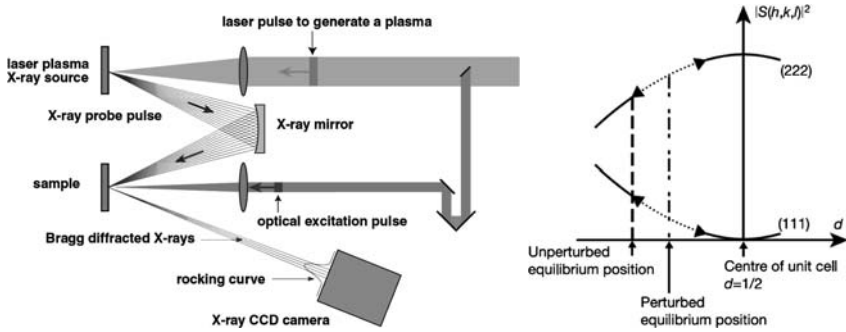 laser pulse to generate a plasma
laser plasma
X-ray source
X-ray probe pulse
X-ray mirror
sample
optical excitation pulse
Bragg diffracted X-rays
rocking curve
X-ray CCD camera
|S(h,k,l)|²
(222)
(111)
d
Unperturbed
equilibrium position
Centre of unit cell
d=1/2
Perturbed
equilibrium position